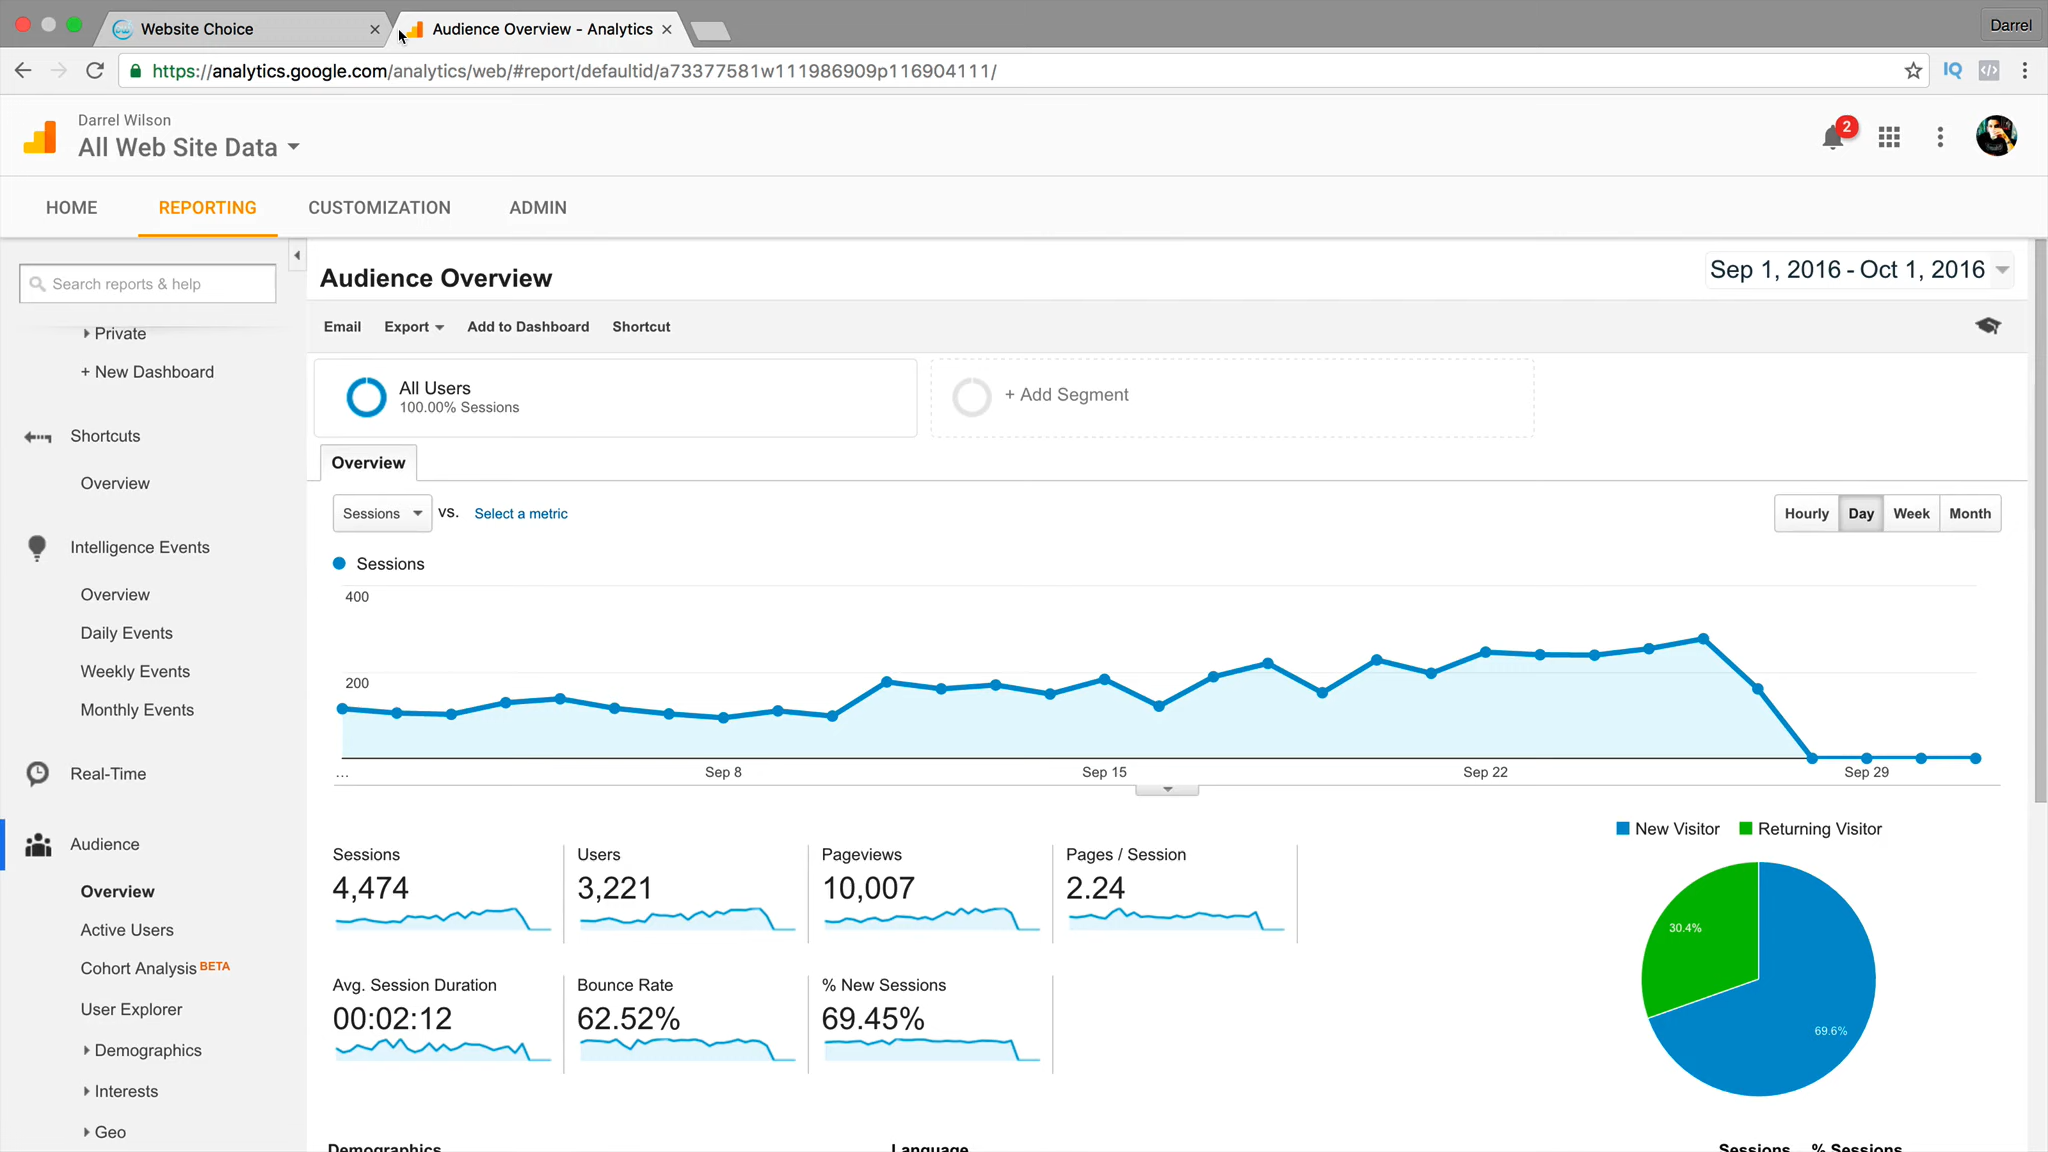 Website Choice
Audience Overview - Analytics
Darrel
https://analytics.google.com/analytics/web/#report/defaultid/a73377581w111986909p116904111/
IQ
Darrel Wilson
All Web Site Data
2
HOME
REPORTING
CUSTOMIZATION
ADMIN
Search reports & help
Private
+ New Dashboard
Shortcuts
Overview
Intelligence Events
Overview
Daily Events
Weekly Events
Monthly Events
Real-Time
Audience
Overview
Active Users
Cohort Analysis BETA
User Explorer
Demographics
Interests
Geo
Audience Overview
Sep 1, 2016 - Oct 1, 2016
Email
Export
Add to Dashboard
Shortcut
All Users
100.00% Sessions
+ Add Segment
Overview
Sessions
vs.
Select a metric
Hourly
Day
Week
Month
Sessions
400
200
...
Sep 8
Sep 15
Sep 22
Sep 29
Sessions
4,474
Users
3,221
Pageviews
10,007
Pages / Session
2.24
Avg. Session Duration
00:02:12
Bounce Rate
62.52%
% New Sessions
69.45%
New Visitor
Returning Visitor
30.4%
69.6%
Demographics
Language
Sessions
% Sessions